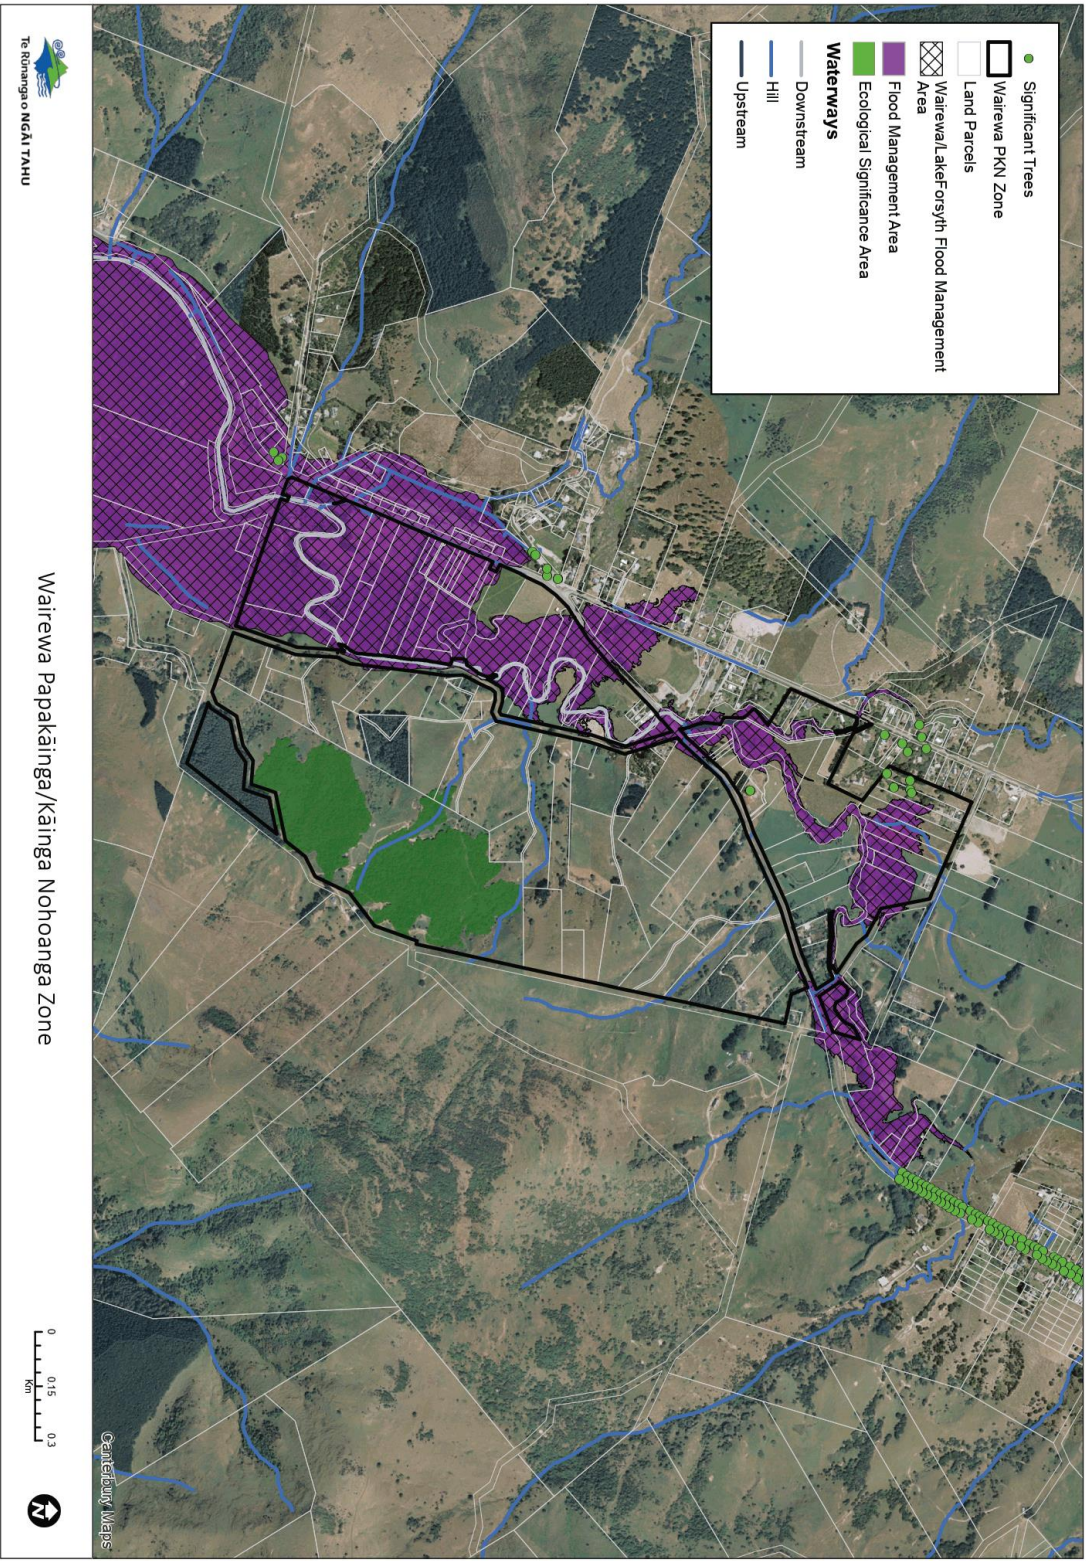 Significant Trees
Wairewa PKN Zone
Land Parcels
Wairewa/LakeForsyth Flood Management
Area
Flood Management Area
Ecological Significance Area
Waterways
Downstream
Hill
Upstream
Te Rūnanga o NGĀI TAHU
Wairewa Papakāinga/Kāinga Nohoanga Zone
0 0.15 0.3
Km
N
Canterbury Maps